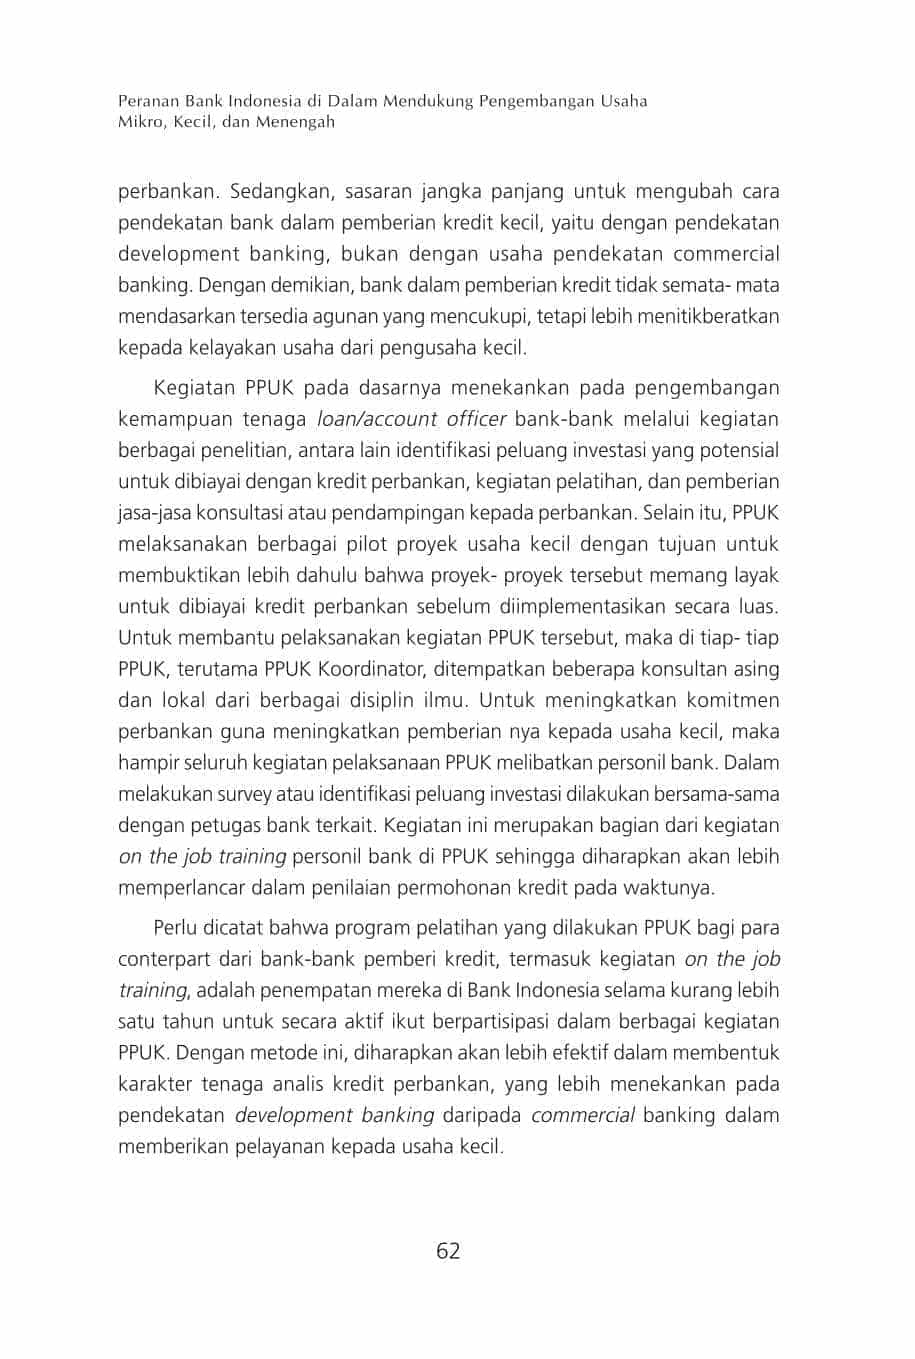 Peranan Bank Indonesia di Dalam Mendukung Pengembangan Usaha
Mikro, Kecil, dan Menengah
perbankan. Sedangkan, sasaran jangka panjang untuk mengubah cara
pendekatan bank dalam pemberian kredit kecil, yaitu dengan pendekatan
development banking, bukan dengan usaha pendekatan commercial
banking. Dengan demikian, bank dalam pemberian kredit tidak semata- mata
mendasarkan tersedia agunan yang mencukupi, tetapi lebih menitikberatkan
kepada kelayakan usaha dari pengusaha kecil.
Kegiatan PPUK pada dasarnya menekankan pada pengembangan
kemampuan tenaga loan/account officer bank-bank melalui kegiatan
berbagai penelitian, antara lain identifikasi peluang investasi yang potensial
untuk dibiayai dengan kredit perbankan, kegiatan pelatihan, dan pemberian
jasa-jasa konsultasi atau pendampingan kepada perbankan. Selain itu, PPUK
melaksanakan berbagai pilot proyek usaha kecil dengan tujuan untuk
membuktikan lebih dahulu bahwa proyek- proyek tersebut memang layak
untuk dibiayai kredit perbankan sebelum diimplementasikan secara luas.
Untuk membantu pelaksanakan kegiatan PPUK tersebut, maka di tiap- tiap
PPUK, terutama PPUK Koordinator, ditempatkan beberapa konsultan asing
dan lokal dari berbagai disiplin ilmu. Untuk meningkatkan komitmen
perbankan guna meningkatkan pemberian nya kepada usaha kecil, maka
hampir seluruh kegiatan pelaksanaan PPUK melibatkan personil bank. Dalam
melakukan survey atau identifikasi peluang investasi dilakukan bersama-sama
dengan petugas bank terkait. Kegiatan ini merupakan bagian dari kegiatan
on the job training personil bank di PPUK sehingga diharapkan akan lebih
memperlancar dalam penilaian permohonan kredit pada waktunya.
Perlu dicatat bahwa program pelatihan yang dilakukan PPUK bagi para
conterpart dari bank-bank pemberi kredit, termasuk kegiatan on the job
training, adalah penempatan mereka di Bank Indonesia selama kurang lebih
satu tahun untuk secara aktif ikut berpartisipasi dalam berbagai kegiatan
PPUK. Dengan metode ini, diharapkan akan lebih efektif dalam membentuk
karakter tenaga analis kredit perbankan, yang lebih menekankan pada
pendekatan development banking daripada commercial banking dalam
memberikan pelayanan kepada usaha kecil.
62